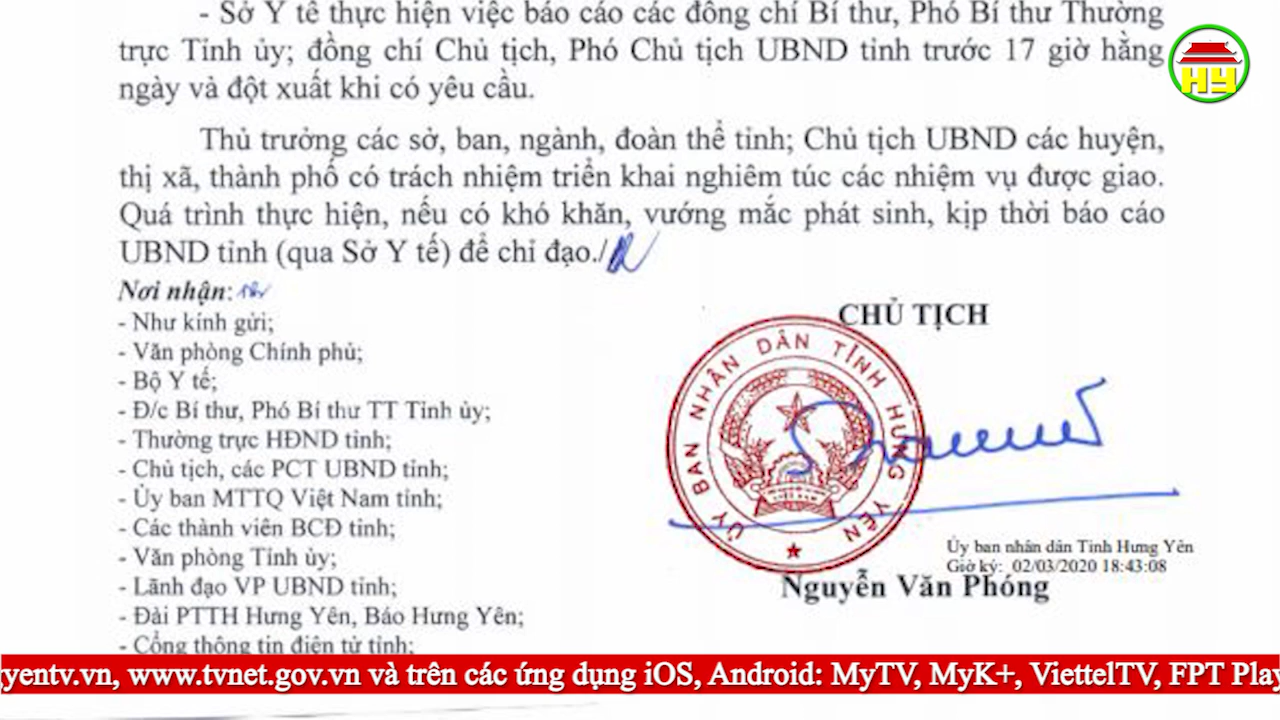 - Sở Y tế thực hiện việc báo cáo các đồng chí Bí thư, Phó Bí thư Thường
trực Tỉnh ủy; đồng chí Chủ tịch, Phó Chủ tịch UBND tỉnh trước 17 giờ hằng
ngày và đột xuất khi có yêu cầu.
Thủ trưởng các sở, ban, ngành, đoàn thể tỉnh; Chủ tịch UBND các huyện,
thị xã, thành phố có trách nhiệm triển khai nghiêm túc các nhiệm vụ được giao.
Quá trình thực hiện, nếu có khó khăn, vướng mắc phát sinh, kịp thời báo cáo
UBND tỉnh (qua Sở Y tế) để chỉ đạo./
Nơi nhận:
- Như kính gửi;
- Văn phòng Chính phủ;
- Bộ Y tế;
- Đ/c Bí thư, Phó Bí thư TT Tỉnh ủy;
- Thường trực HĐND tỉnh;
- Chủ tịch, các PCT UBND tỉnh;
- Ủy ban MTTQ Việt Nam tỉnh;
- Các thành viên BCĐ tỉnh;
- Văn phòng Tỉnh ủy;
- Lãnh đạo VP UBND tỉnh;
- Đài PTTH Hưng Yên, Báo Hưng Yên;
- Cổng thông tin điện tử tỉnh;
CHỦ TỊCH
ỦY BAN NHÂN DÂN TỈNH HƯNG YÊN
Ủy ban nhân dân Tỉnh Hưng Yên
Giờ ký: 02/03/2020 18:43:08
Nguyễn Văn Phóng
HY
yentv.vn, www.tvnet.gov.vn và trên các ứng dụng iOS, Android: MyTV, MyK+, ViettelTV, FPT Play